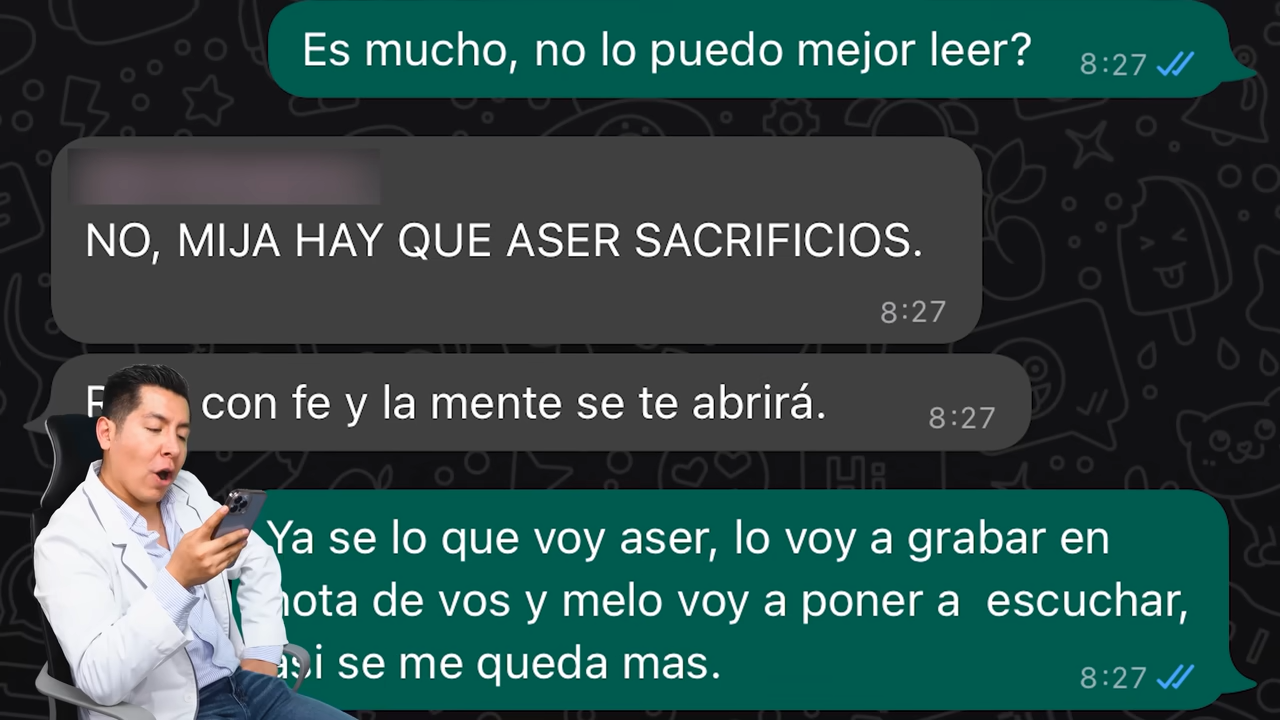 Es mucho, no lo puedo mejor leer?
8:27
NO, MIJA HAY QUE ASER SACRIFICIOS.
8:27
con fe y la mente se te abrirá.
8:27
Ya se lo que voy aser, lo voy a grabar en
nota de vos y melo voy a poner a escuchar,
asi se me queda mas.
8:27